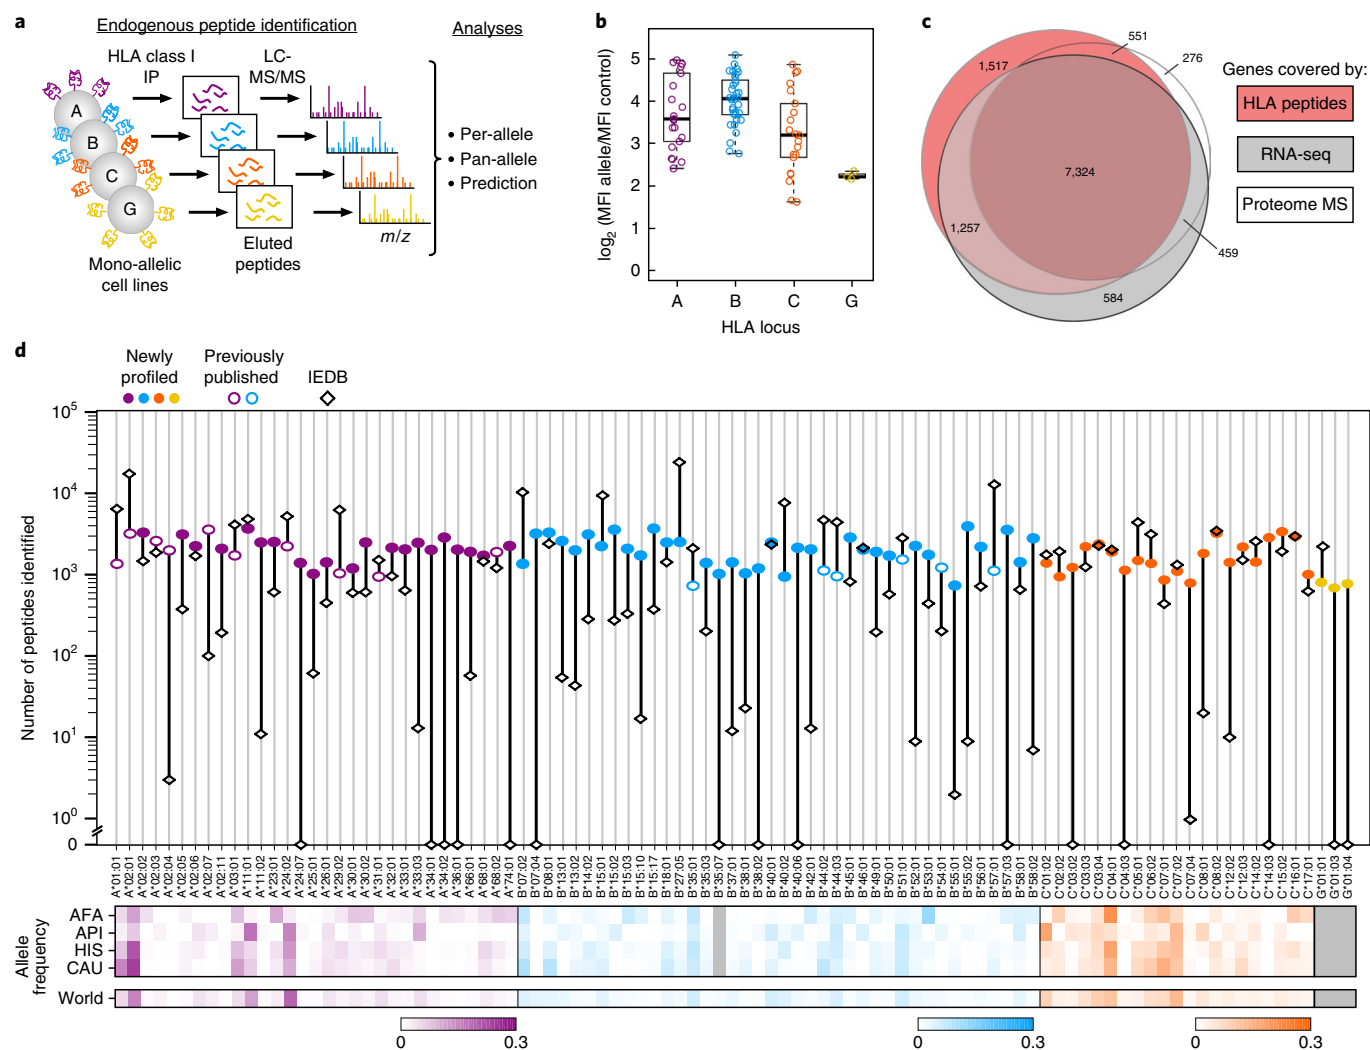 a
Endogenous peptide identification
Analyses
HLA class I
IP
LC-
MS/MS
A
B
C
G
• Per-allele
• Pan-allele
• Prediction
Mono-allelic
cell lines
Eluted
peptides
m/z
b
log2 (MFI allele/MFI control)
5
4
3
2
1
0
A
B
C
G
HLA locus
c
551
276
1,517
7,324
1,257
459
584
Genes covered by:
HLA peptides
RNA-seq
Proteome MS
d
Newly
profiled
Previously
published
IEDB
Number of peptides identified
10^5
10^4
10^3
10^2
10^1
10^0
0
A*01:01
A*02:01
A*02:02
A*02:03
A*02:04
A*02:05
A*02:06
A*02:07
A*02:11
A*03:01
A*11:01
A*11:02
A*23:01
A*24:02
A*24:07
A*25:01
A*26:01
A*29:02
A*30:01
A*30:02
A*31:01
A*32:01
A*33:01
A*33:03
A*34:01
A*34:02
A*36:01
A*66:01
A*68:01
A*68:02
A*74:01
B*07:02
B*07:04
B*08:01
B*13:01
B*13:02
B*14:02
B*15:01
B*15:02
B*15:03
B*15:10
B*15:17
B*18:01
B*27:05
B*35:01
B*35:03
B*35:07
B*37:01
B*38:01
B*38:02
B*40:01
B*40:02
B*40:06
B*42:01
B*44:02
B*44:03
B*45:01
B*46:01
B*49:01
B*50:01
B*51:01
B*52:01
B*53:01
B*54:01
B*55:01
B*55:02
B*56:01
B*57:01
B*57:03
B*58:01
B*58:02
C*01:02
C*02:02
C*03:02
C*03:03
C*03:04
C*04:01
C*04:03
C*05:01
C*06:02
C*07:01
C*07:02
C*07:04
C*08:01
C*08:02
C*12:02
C*12:03
C*14:02
C*14:03
C*15:02
C*16:01
C*17:01
G*01:01
G*01:03
G*01:04
Allele
frequency
AFA
API
HIS
CAU
World
0
0.3
0
0.3
0
0.3